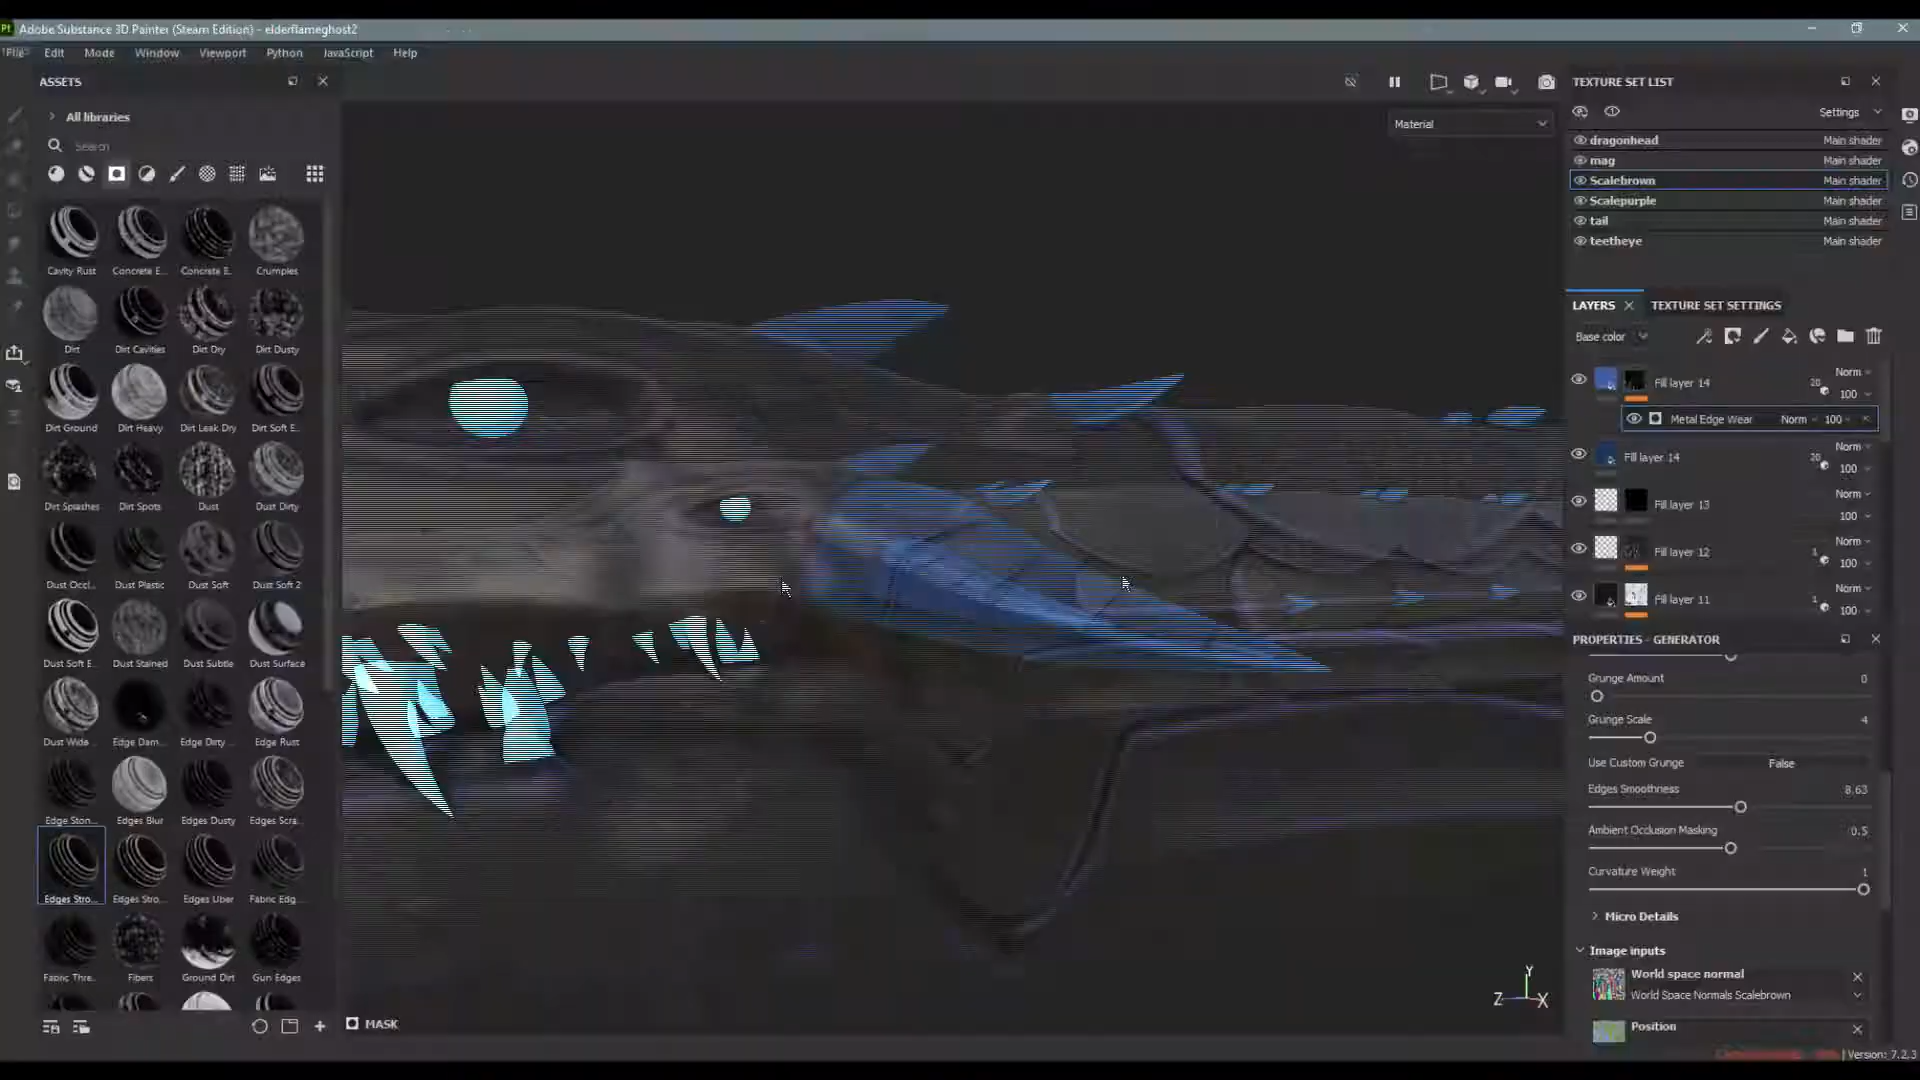 Pt Adobe Substance 3D Painter (Steam Edition) - elderflameghost2
File Edit Mode Window Viewport Python JavaScript Help
ASSETS
All libraries
Search
Cavity Rust Concrete E... Concrete E... Crumples
Dirt Dirt Cavities Dirt Dry Dirt Dusty
Dirt Ground Dirt Heavy Dirt Leak Dry Dirt Soft E...
Dirt Splashes Dirt Spots Dust Dust Dirty
Dust Occl... Dust Plastic Dust Soft Dust Soft 2
Dust Soft E... Dust Stained Dust Subtle Dust Surface
Dust Wide... Edge Dam... Edge Dirty... Edge Rust
Edge Ston... Edges Blur Edges Dusty Edges Scra...
Edges Stro... Edges Stro... Edges Uber Fabric Edg...
Fabric Thre... Fibers Ground Dirt Gun Edges
Material
MASK
Y
Z X
TEXTURE SET LIST
Settings
dragonhead Main shader
mag Main shader
Scalebrown Main shader
Scalepurple Main shader
tail Main shader
teetheye Main shader
LAYERS TEXTURE SET SETTINGS
Base color
Fill layer 14 20 Norm 100
Metal Edge Wear Norm 100
Fill layer 14 20 Norm 100
Fill layer 13 Norm 100
Fill layer 12 1 Norm 100
Fill layer 11 1 Norm 100
PROPERTIES - GENERATOR
Grunge Amount 0
Grunge Scale 4
Use Custom Grunge False
Edges Smoothness 8.63
Ambient Occlusion Masking 0.5
Curvature Weight 1
Micro Details
Image inputs
World space normal
World Space Normals Scalebrown
Position
Version: 7.2.3